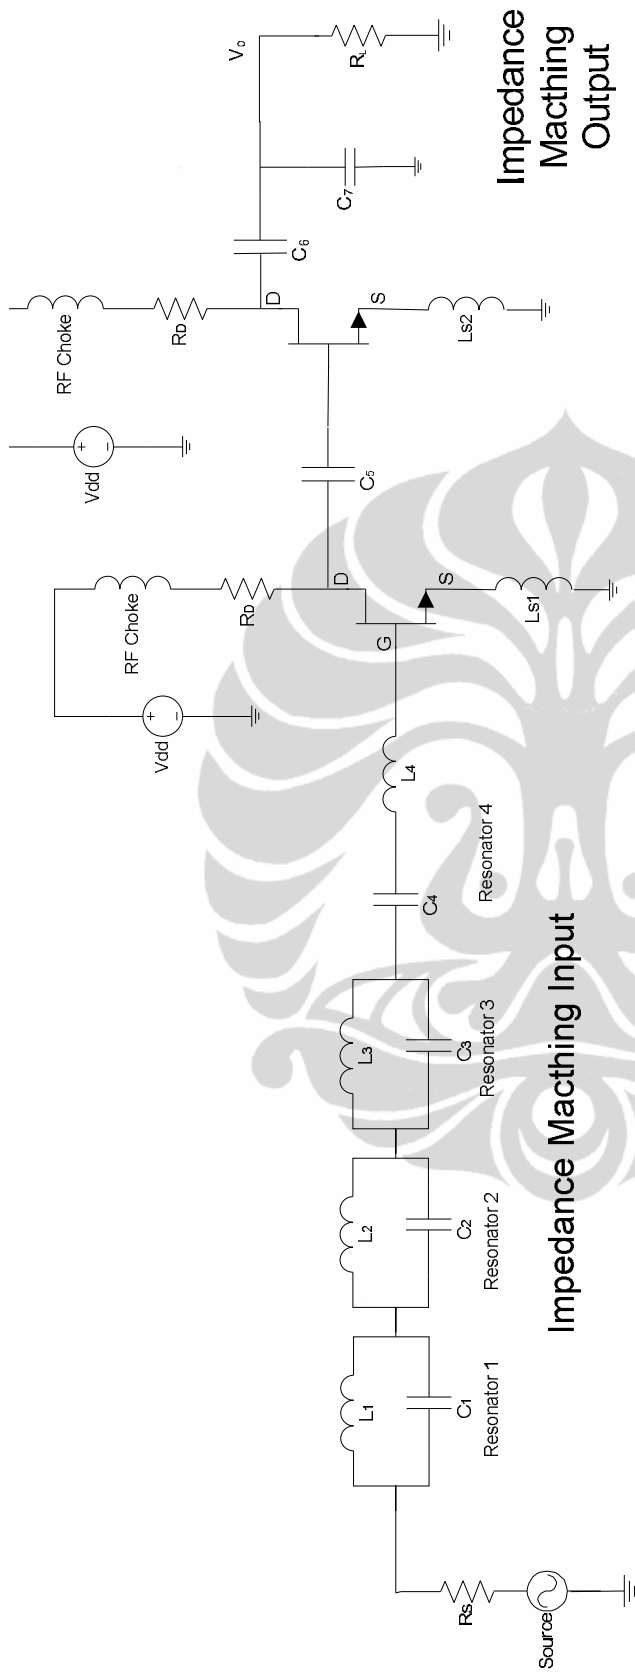 Source
Rs
L1
C1
Resonator 1
L2
C2
Resonator 2
L3
C3
Resonator 3
C4
L4
Resonator 4
Impedance Macthing Input
Vdd
+
−
RF Choke
RD
D
G
S
Ls1
C5
Vdd
+
−
RF Choke
RD
D
S
Ls2
C6
C7
Vo
RL
Impedance
Macthing
Output